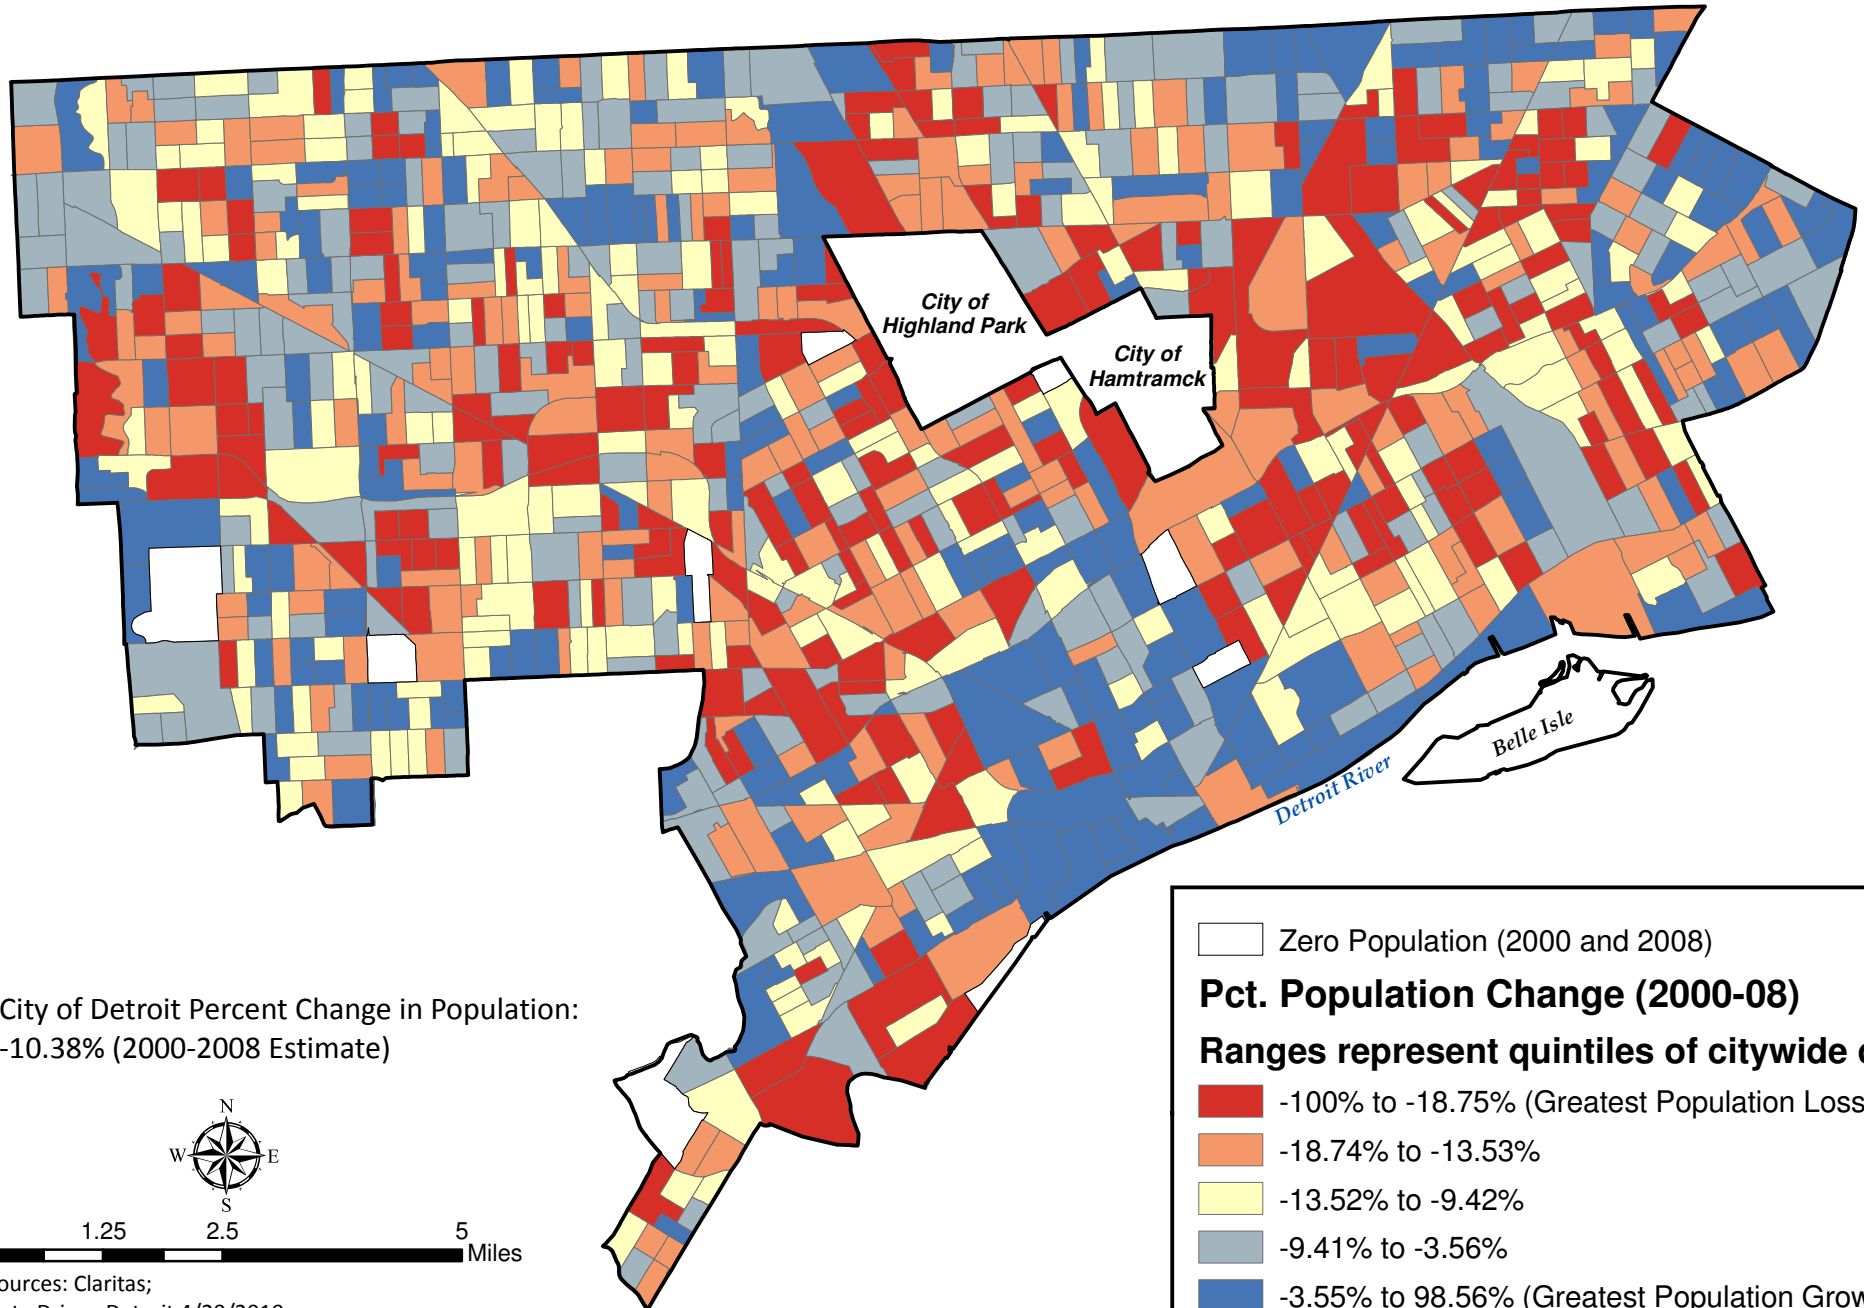 City of
Highland Park
City of
Hamtramck
Belle Isle
Detroit River
City of Detroit Percent Change in Population:
-10.38% (2000-2008 Estimate)
N
W E
S
1.25 2.5 5
Miles
ources: Claritas;
Detroit
Zero Population (2000 and 2008)
Pct. Population Change (2000-08)
Ranges represent quintiles of citywide
-100% to -18.75% (Greatest Population Loss
-18.74% to -13.53%
-13.52% to -9.42%
-9.41% to -3.56%
-3.55% to 98.56% (Greatest Population Grow